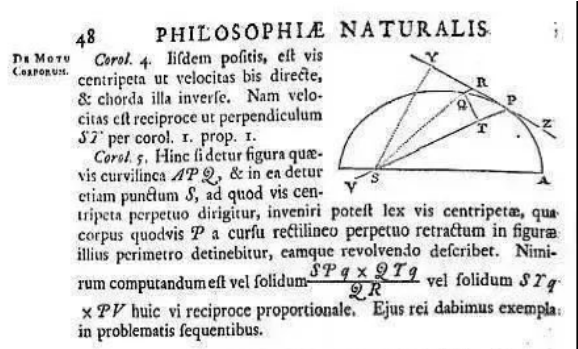 48 PHILOSOPHIÆ NATURALIS
DE MOTU
CORPORUM.
Corol. 4. Iisdem positis, est vis
centripeta ut velocitas bis directe,
& chorda illa inverse. Nam velo-
citas est reciproce ut perpendiculum
SY per corol. 1. prop. 1.
Corol. 5. Hinc si detur figura quæ-
vis curvilinea APQ, & in ea detur
etiam punctum S, ad quod vis cen-
tripeta perpetuo dirigitur, inveniri potest lex vis centripetæ, qua
corpus quodvis P a cursu rectilineo perpetuo retractum in figuræ
illius perimetro detinebitur, eamque revolvendo describet. Nimi-
rum computandum est vel solidum SPq × QTq / QR vel solidum SYq
× PV huic vi reciproce proportionale. Ejus rei dabimus exempla
in problematis sequentibus.
Y
R
Q
P
T
Z
V
S
A